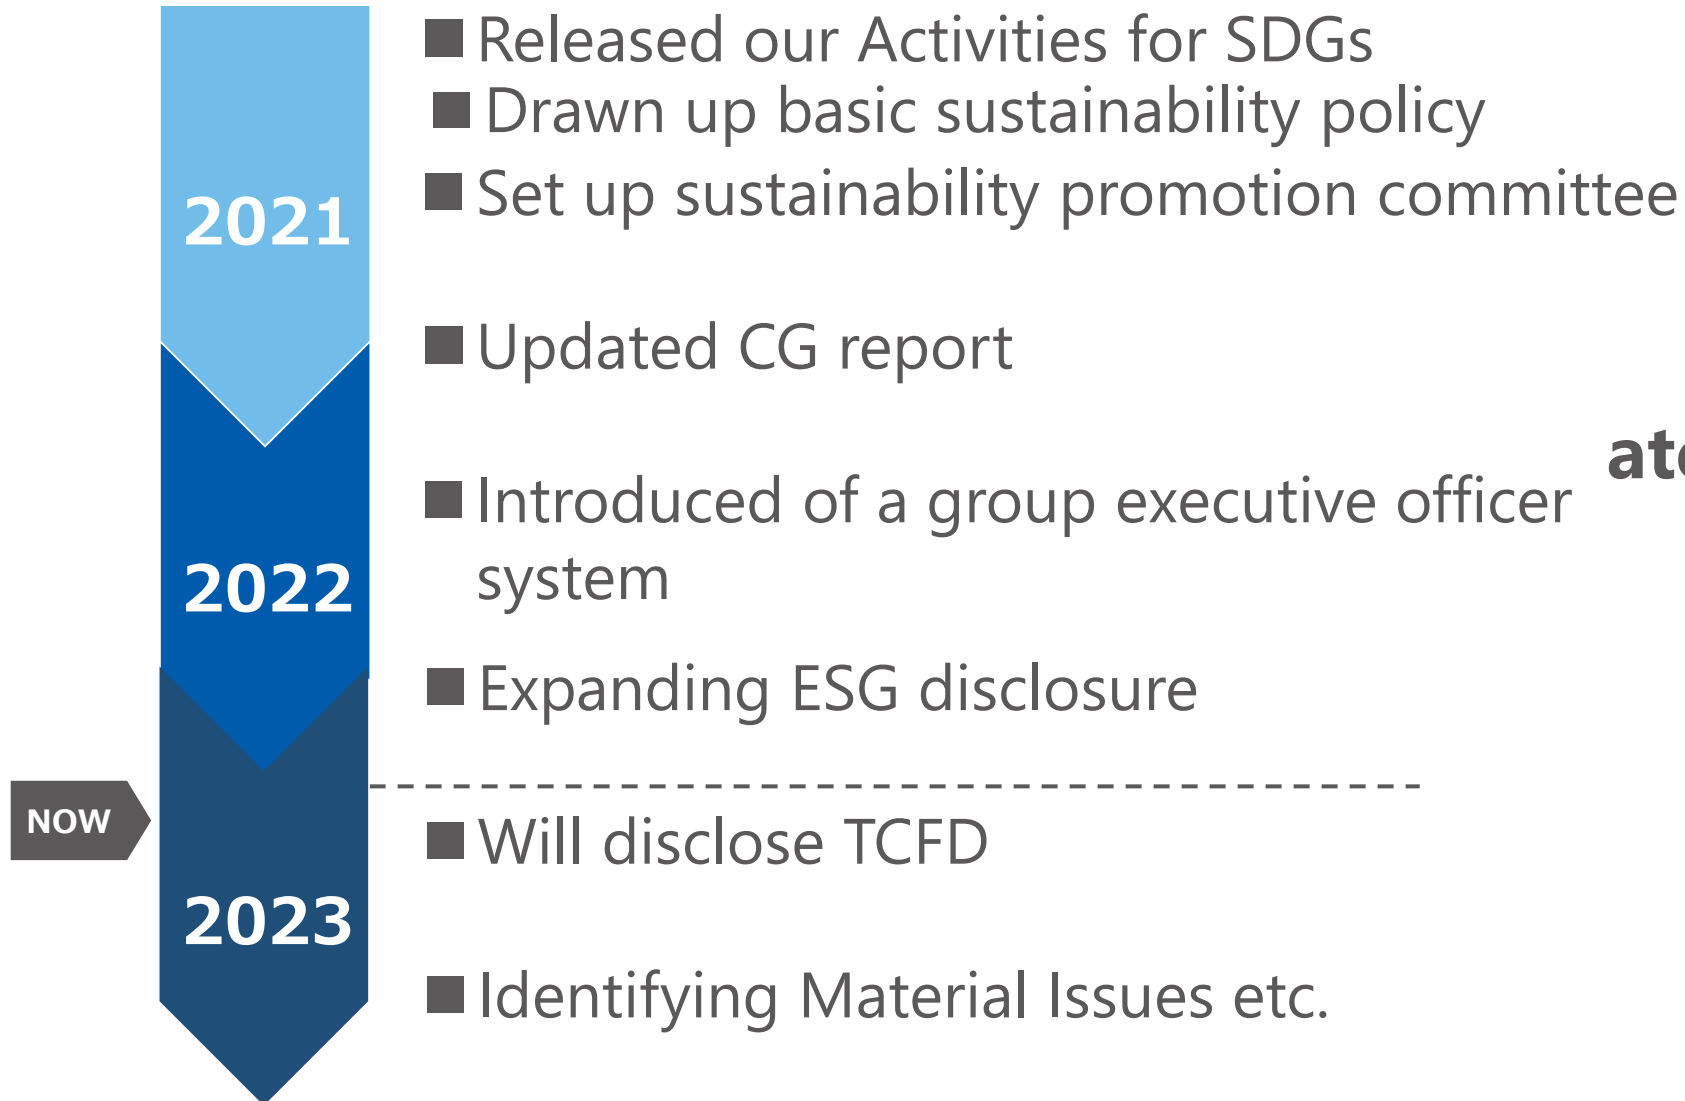 ■ Released our Activities for SDGs
■ Drawn up basic sustainability policy
■ Set up sustainability promotion committee
2021
■ Updated CG report
■ Introduced of a group executive officer
system
2022
■ Expanding ESG disclosure
NOW
■ Will disclose TCFD
2023
■ Identifying Material Issues etc.